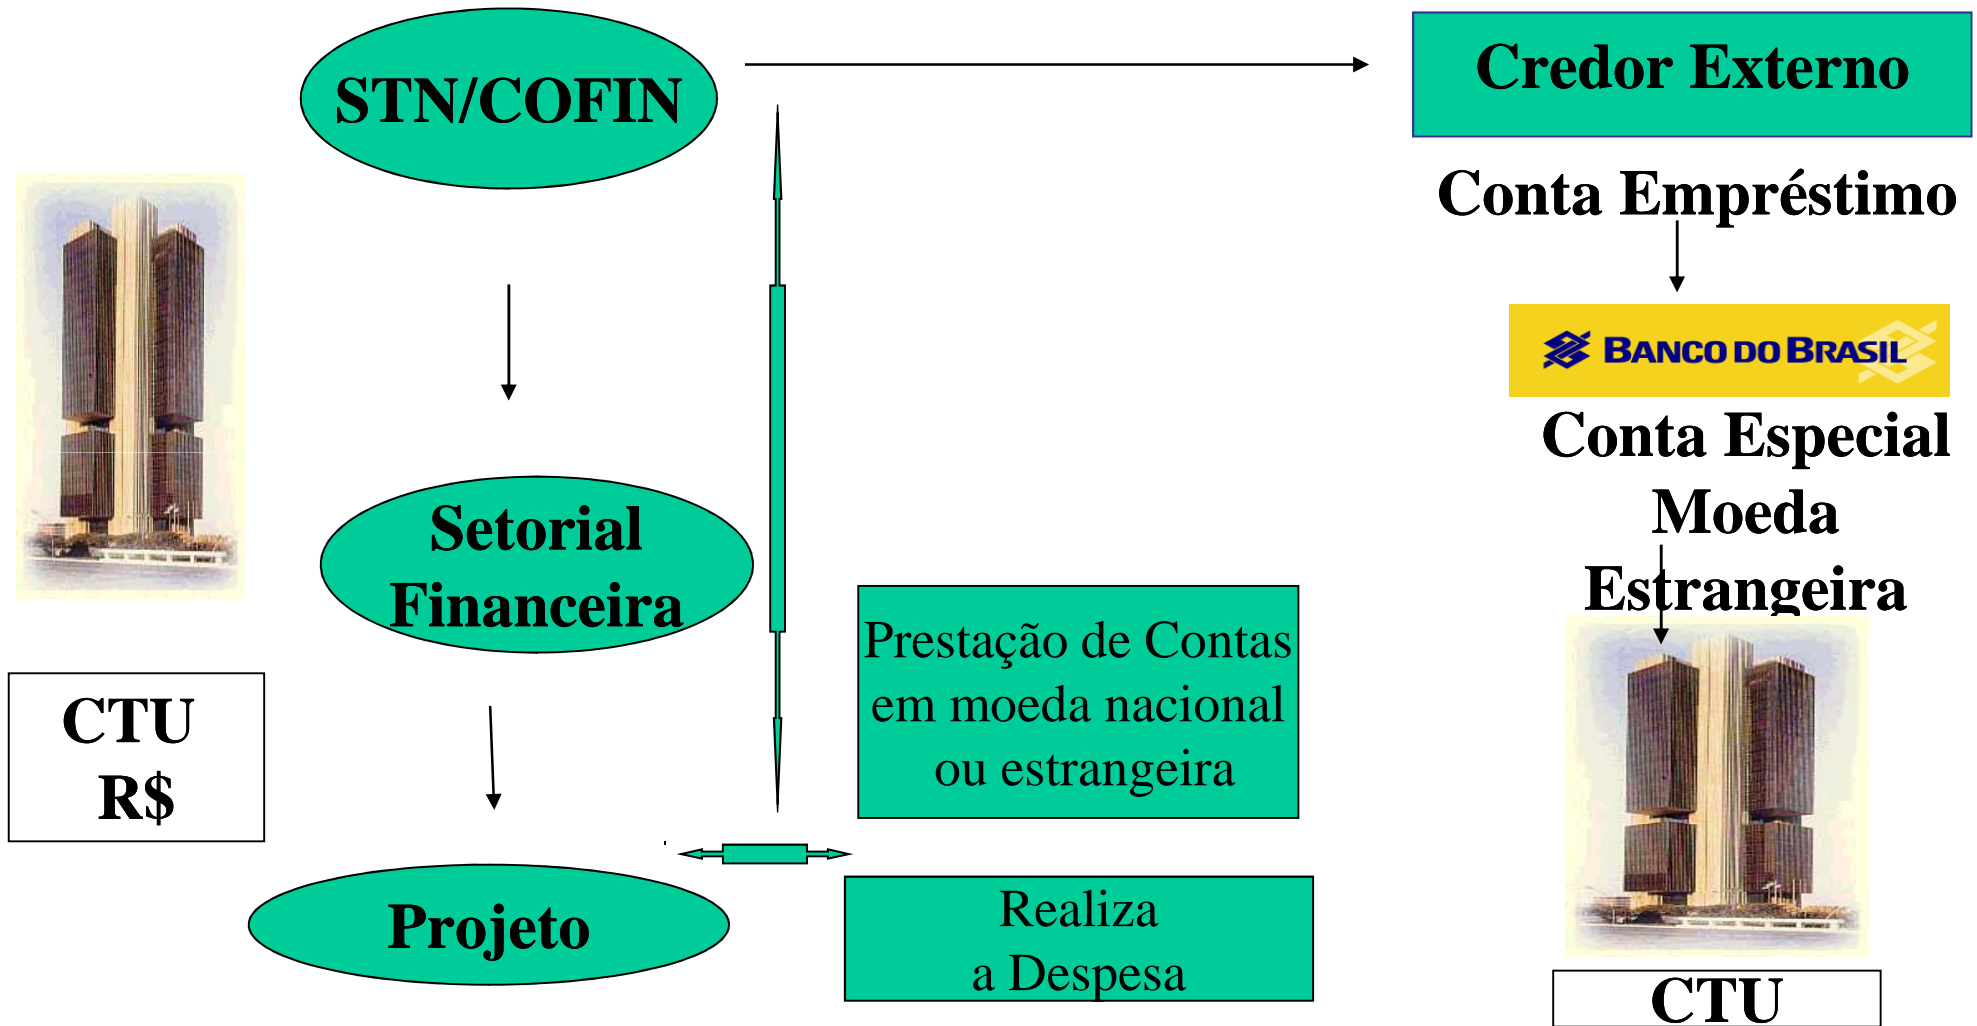 STN/COFIN
Credor Externo
Conta Empréstimo
BANCO DO BRASIL
Conta Especial
Moeda
Estrangeira
Setorial
Financeira
Prestação de Contas
em moeda nacional
ou estrangeira
CTU
R$
Projeto
Realiza
a Despesa
CTU